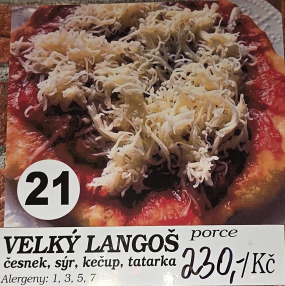 21
VELKÝ LANGOŠ porce
česnek, sýr, kečup, tatarka 230,-/Kč
Alergeny: 1, 3, 5, 7